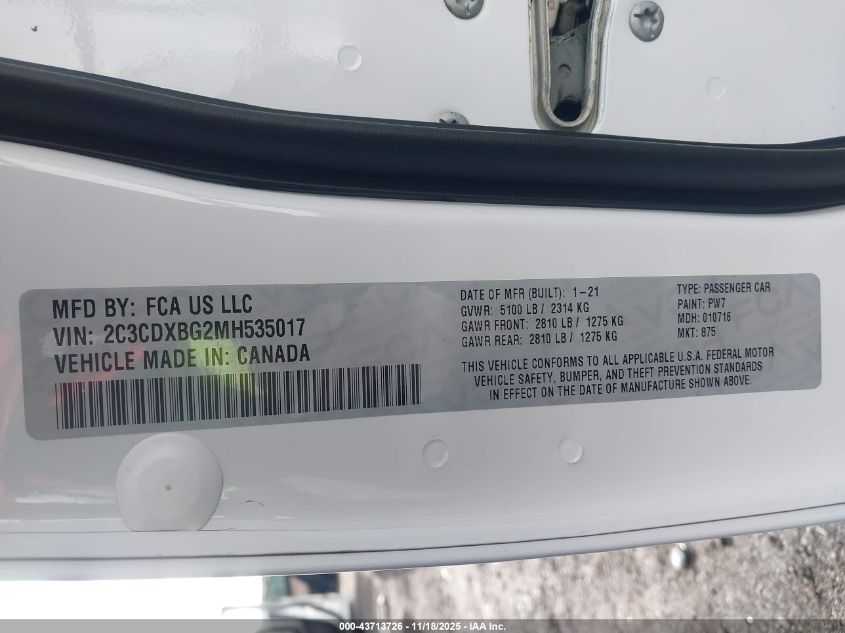 MFD BY: FCA US LLC
VIN: 2C3CDXBG2MH535017
VEHICLE MADE IN: CANADA
DATE OF MFR (BUILT): 1-21
GVWR: 5100 LB / 2314 KG
GAWR FRONT: 2810 LB / 1275 KG
GAWR REAR: 2810 LB / 1275 KG
TYPE: PASSENGER CAR
PAINT: PW7
MDH: 010716
MKT: 875
THIS VEHICLE CONFORMS TO ALL APPLICABLE U.S.A. FEDERAL MOTOR
VEHICLE SAFETY, BUMPER, AND THEFT PREVENTION STANDARDS
IN EFFECT ON THE DATE OF MANUFACTURE SHOWN ABOVE.
000-43713726 - 11/18/2025 - IAA Inc.